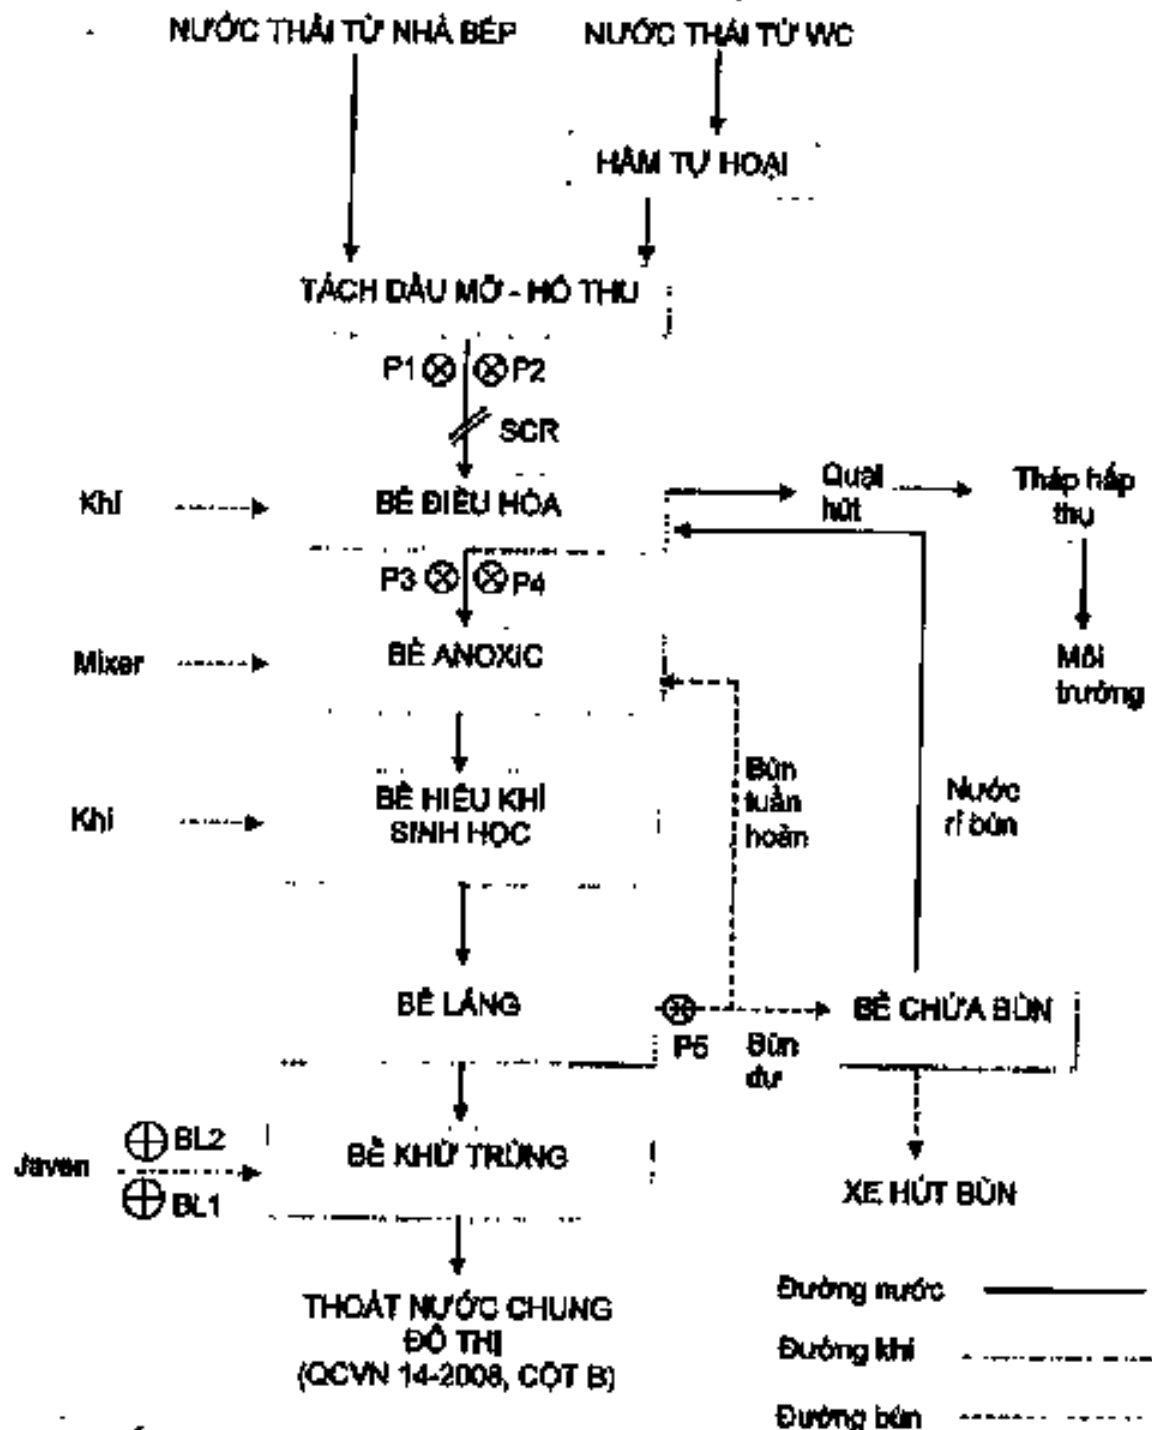 NƯỚC THẢI TỪ NHÀ BẾP
NƯỚC THẢI TỪ WC
HẦM TỰ HOẠI
TÁCH DẦU MỠ - HỐ THU
P1
P2
SCR
Khí
BỂ ĐIỀU HÒA
Quạt
hút
Tháp hấp
thụ
P3
P4
Mixer
BỂ ANOXIC
Môi
trường
Khí
BỂ HIẾU KHÍ
SINH HỌC
Bùn
tuần
hoàn
Nước
rỉ bùn
BỂ LẮNG
P5
Bùn
dư
BỂ CHỨA BÙN
Javen
BL2
BL1
BỂ KHỬ TRÙNG
XE HÚT BÙN
THOÁT NƯỚC CHUNG
ĐÔ THỊ
(QCVN 14-2008, CỘT B)
Đường nước
Đường khí
Đường bùn